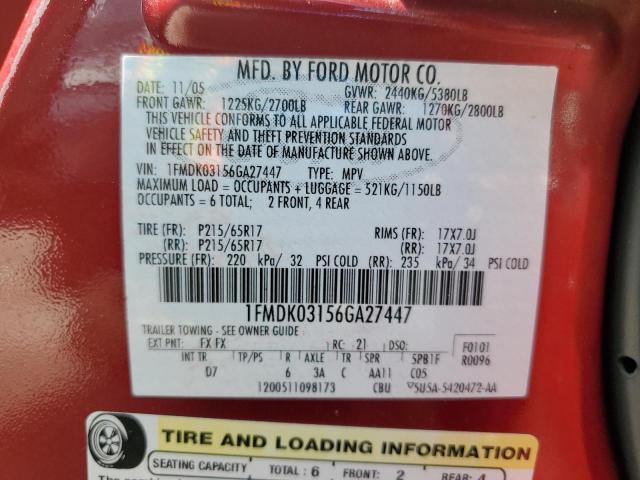 MFD. BY FORD MOTOR CO.
DATE: 11/05 GVWR: 2440KG/5380LB
FRONT GAWR: 1225KG/2700LB REAR GAWR: 1270KG/2800LB
THIS VEHICLE CONFORMS TO ALL APPLICABLE FEDERAL MOTOR
VEHICLE SAFETY AND THEFT PREVENTION STANDARDS
IN EFFECT ON THE DATE OF MANUFACTURE SHOWN ABOVE.
VIN: 1FMDK03156GA27447 TYPE: MPV
MAXIMUM LOAD = OCCUPANTS + LUGGAGE = 521KG/1150LB
OCCUPANTS = 6 TOTAL; 2 FRONT, 4 REAR
TIRE (FR): P215/65R17 RIMS (FR): 17X7.0J
(RR): P215/65R17 (RR): 17X7.0J
PRESSURE (FR): 220 kPa/ 32 PSI COLD (RR): 235 kPa/ 34 PSI COLD
1FMDK03156GA27447
TRAILER TOWING - SEE OWNER GUIDE
EXT PNT: FX FX RC: 21 DSO: F0101
INT TR TP/PS R AXLE TR SPR SPB1F R0096
D7 6 3A C AA11 C05
1200511098173 CBU 5U5A-5420472-AA
TIRE AND LOADING INFORMATION
SEATING CAPACITY TOTAL: 6 FRONT: 2 REAR: 4